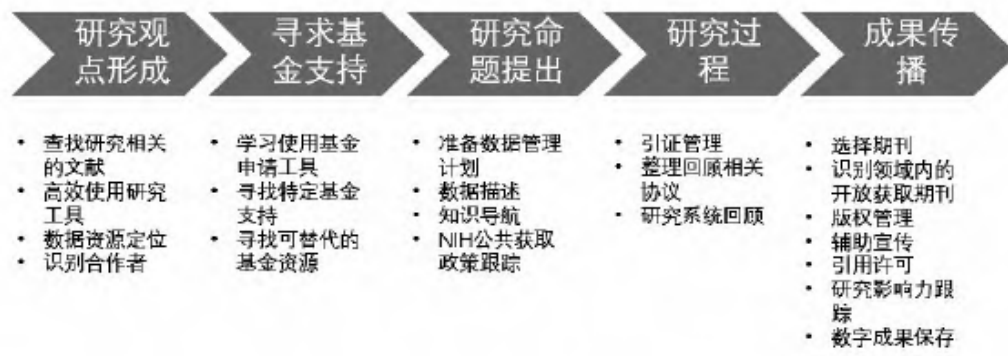 研究观
点形成
寻求基
金支持
研究命
题提出
研究过
程
成果传
播
• 查找研究相关
的文献
• 高效使用研究
工具
• 数据资源定位
• 识别合作者
• 学习使用基金
申请工具
• 寻找特定基金
支持
• 寻找可替代的
基金资源
• 准备数据管理
计划
• 数据描述
• 知识导航
• NIH公共获取
政策跟踪
• 引证管理
• 整理回顾相关
协议
• 研究系统回顾
• 选择期刊
• 识别领域内的
开放获取期刊
• 版权管理
• 辅助宣传
• 引用许可
• 研究影响力跟
踪
• 数字成果保存